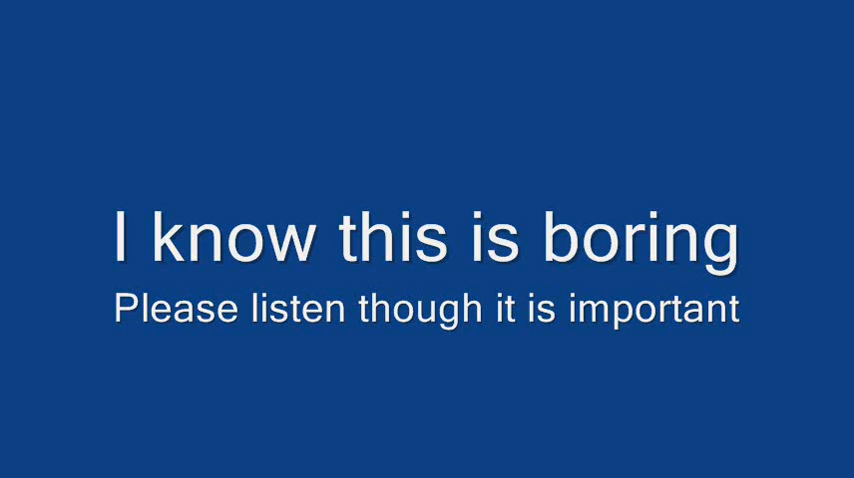 I know this is boring
Please listen though it is important